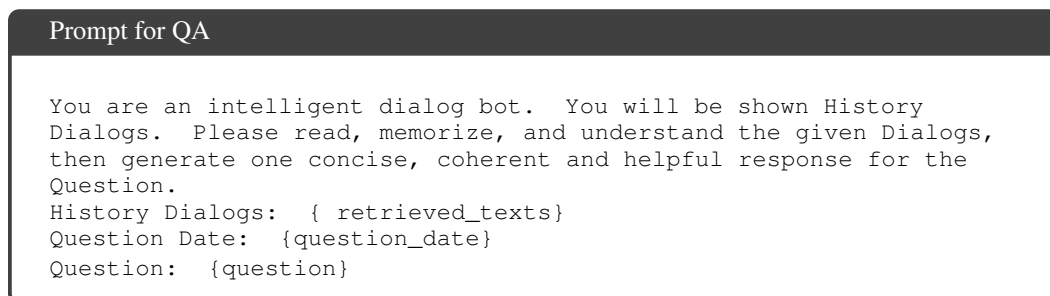 Prompt for QA
You are an intelligent dialog bot.  You will be shown History
Dialogs.  Please read, memorize, and understand the given Dialogs,
then generate one concise, coherent and helpful response for the
Question.
History Dialogs:  { retrieved_texts}
Question Date:  {question_date}
Question:  {question}